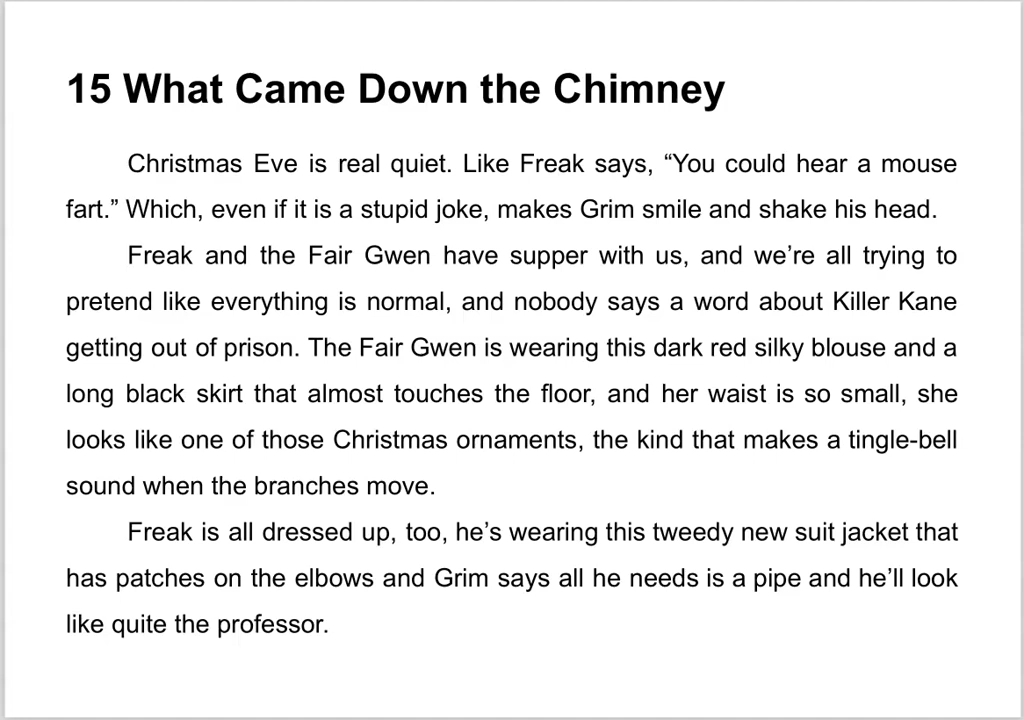 15 What Came Down the Chimney
Christmas Eve is real quiet. Like Freak says, “You could hear a mouse
fart.” Which, even if it is a stupid joke, makes Grim smile and shake his head.
Freak and the Fair Gwen have supper with us, and we’re all trying to
pretend like everything is normal, and nobody says a word about Killer Kane
getting out of prison. The Fair Gwen is wearing this dark red silky blouse and a
long black skirt that almost touches the floor, and her waist is so small, she
looks like one of those Christmas ornaments, the kind that makes a tingle-bell
sound when the branches move.
Freak is all dressed up, too, he’s wearing this tweedy new suit jacket that
has patches on the elbows and Grim says all he needs is a pipe and he’ll look
like quite the professor.